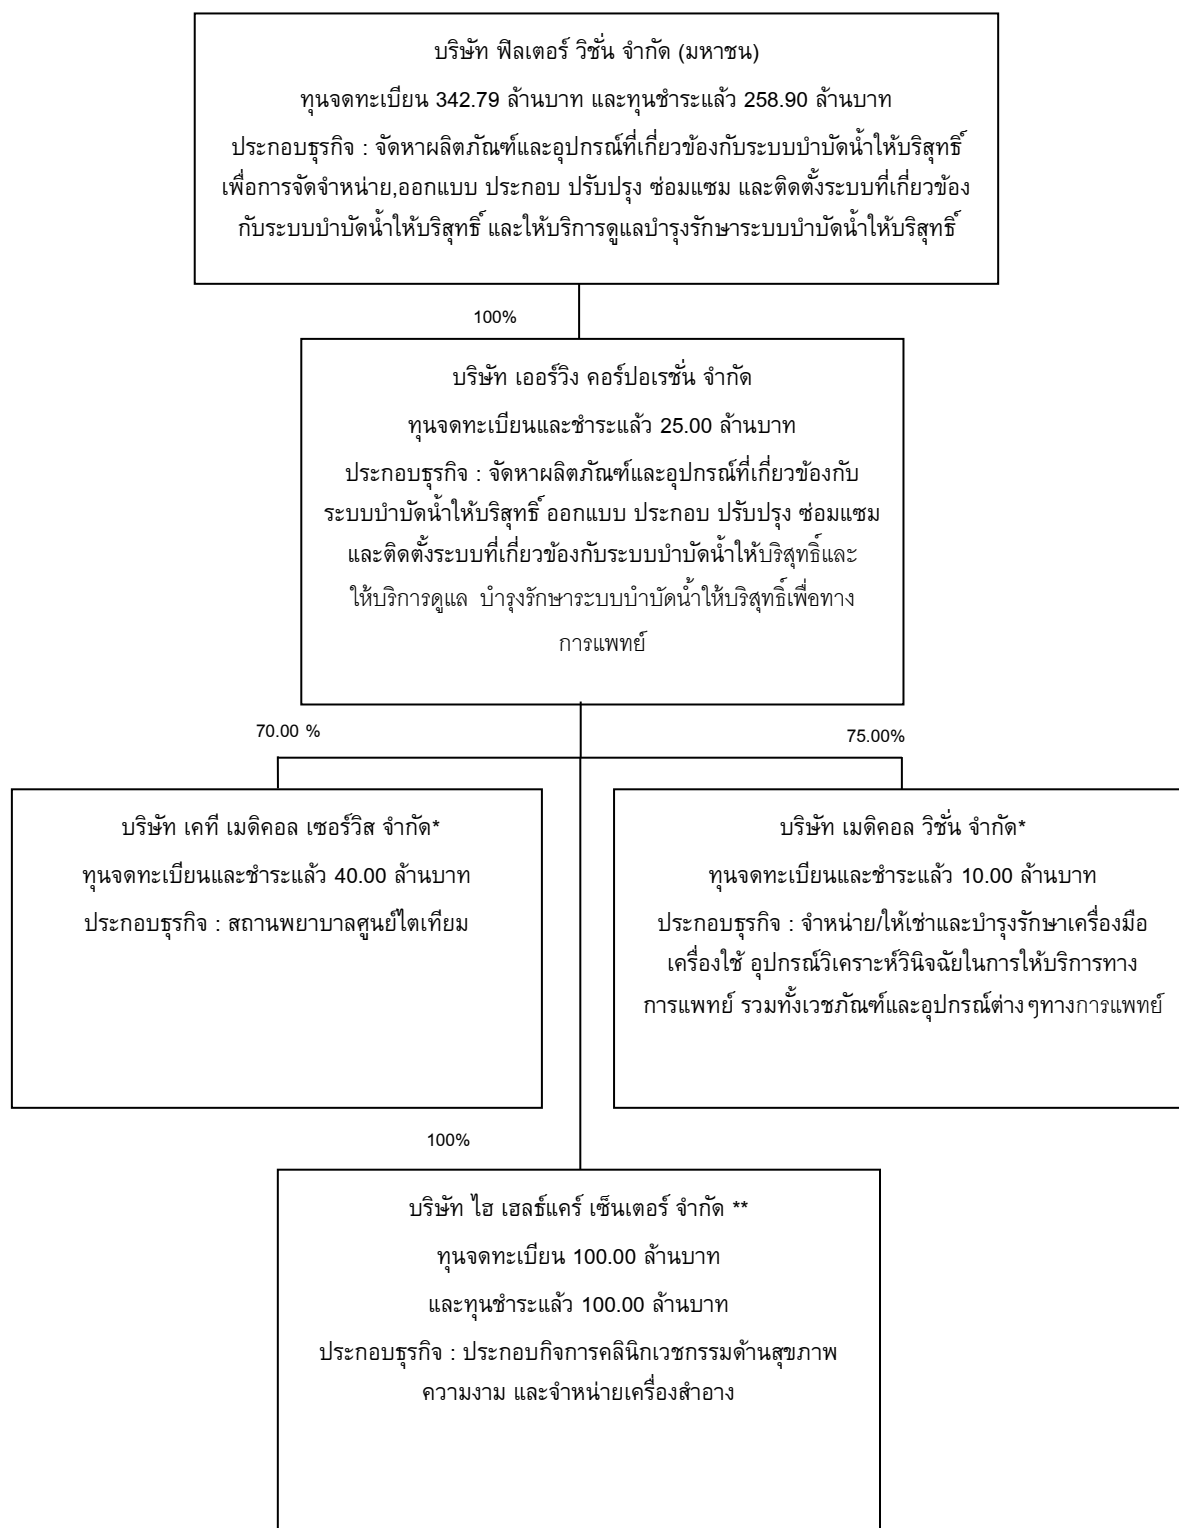 บริษัท ฟิลเตอร์ วิชั่น จำกัด (มหาชน)
ทุนจดทะเบียน 342.79 ล้านบาท และทุนชำระแล้ว 258.90 ล้านบาท
ประกอบธุรกิจ : จัดหาผลิตภัณฑ์และอุปกรณ์ที่เกี่ยวข้องกับระบบบำบัดน้ำให้บริสุทธิ์
เพื่อการจัดจำหน่าย,ออกแบบ ประกอบ ปรับปรุง ซ่อมแซม และติดตั้งระบบที่เกี่ยวข้อง
กับระบบบำบัดน้ำให้บริสุทธิ์ และให้บริการดูแลบำรุงรักษาระบบบำบัดน้ำให้บริสุทธิ์
100%
บริษัท เออร์วิง คอร์ปอเรชั่น จำกัด
ทุนจดทะเบียนและชำระแล้ว 25.00 ล้านบาท
ประกอบธุรกิจ : จัดหาผลิตภัณฑ์และอุปกรณ์ที่เกี่ยวข้องกับ
ระบบบำบัดน้ำให้บริสุทธิ์ ออกแบบ ประกอบ ปรับปรุง ซ่อมแซม
และติดตั้งระบบที่เกี่ยวข้องกับระบบบำบัดน้ำให้บริสุทธิ์และ
ให้บริการดูแล บำรุงรักษาระบบบำบัดน้ำให้บริสุทธิ์เพื่อทาง
การแพทย์
70.00 %
75.00%
บริษัท เคที เมดิคอล เซอร์วิส จำกัด*
ทุนจดทะเบียนและชำระแล้ว 40.00 ล้านบาท
ประกอบธุรกิจ : สถานพยาบาลศูนย์ไตเทียม
บริษัท เมดิคอล วิชั่น จำกัด*
ทุนจดทะเบียนและชำระแล้ว 10.00 ล้านบาท
ประกอบธุรกิจ : จำหน่าย/ให้เช่าและบำรุงรักษาเครื่องมือ
เครื่องใช้ อุปกรณ์วิเคราะห์วินิจฉัยในการให้บริการทาง
การแพทย์ รวมทั้งเวชภัณฑ์และอุปกรณ์ต่างๆทางการแพทย์
100%
บริษัท ไฮ เฮลธ์แคร์ เซ็นเตอร์ จำกัด **
ทุนจดทะเบียน 100.00 ล้านบาท
และทุนชำระแล้ว 100.00 ล้านบาท
ประกอบธุรกิจ : ประกอบกิจการคลินิกเวชกรรมด้านสุขภาพ
ความงาม และจำหน่ายเครื่องสำอาง